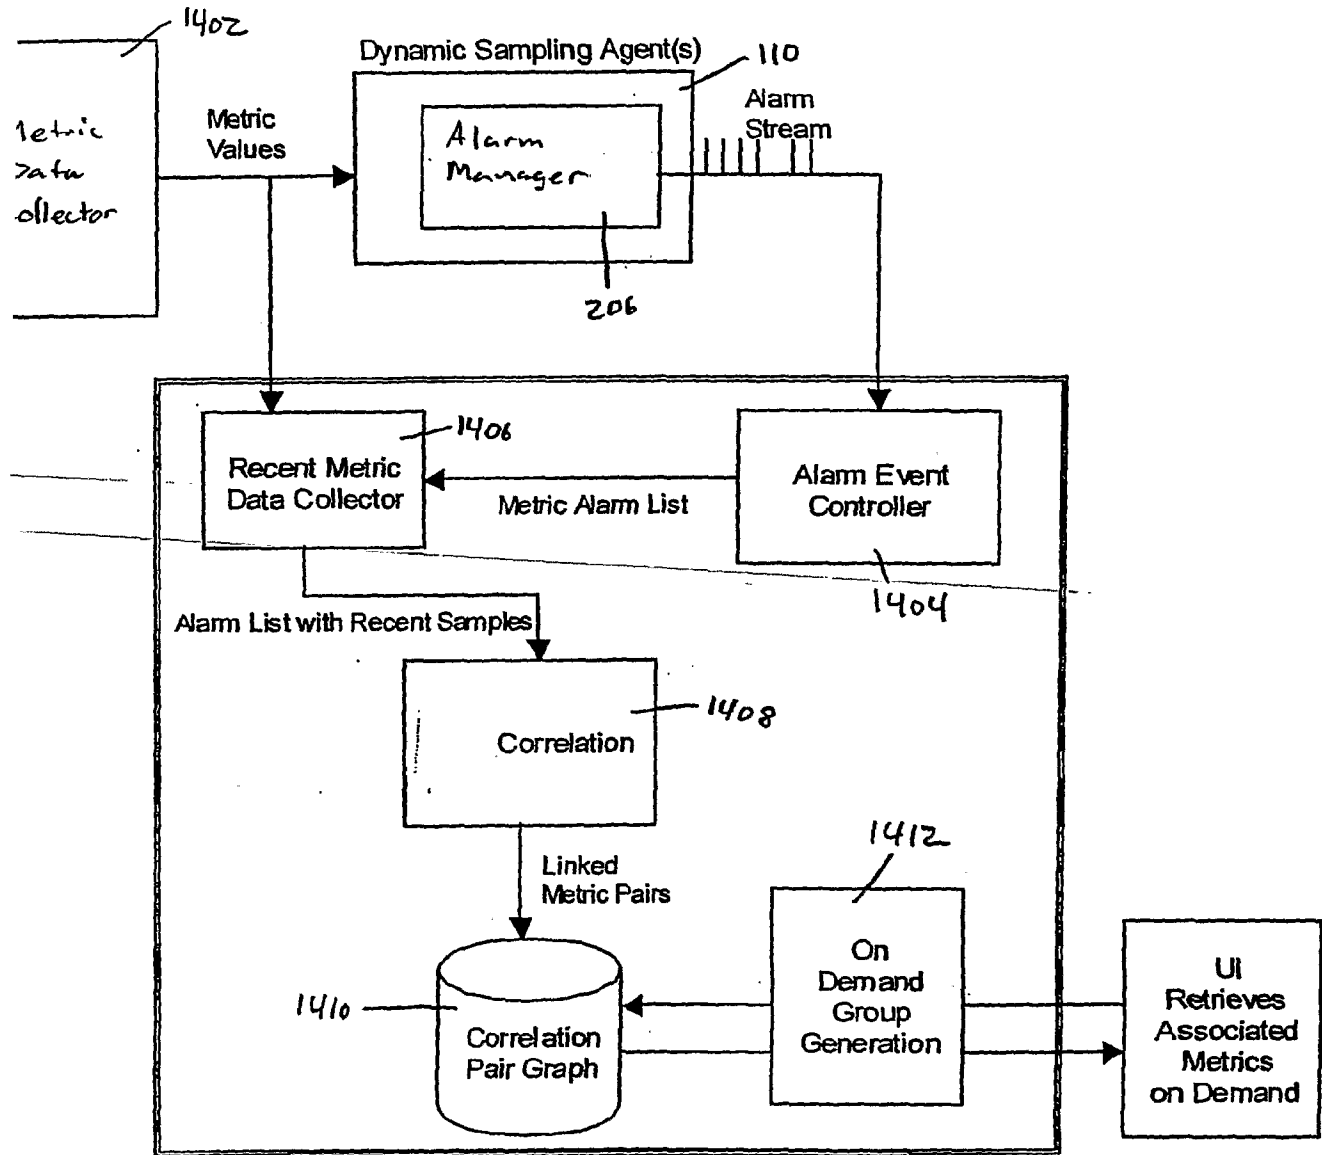 1402
Dynamic Sampling Agent(s)
110
Metric
Values
Alarm
Stream
Alarm
Manager
206
1406
Recent Metric
Data Collector
Metric Alarm List
Alarm Event
Controller
1404
Alarm List with Recent Samples
Correlation
1408
Linked
Metric Pairs
1412
On
Demand
Group
Generation
UI
Retrieves
Associated
Metrics
on Demand
1410
Correlation
Pair Graph